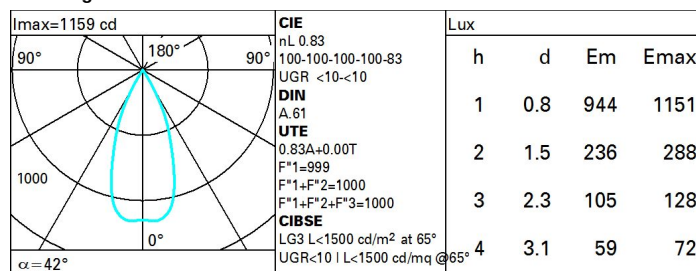 Imax=1159 cd
90°
180°
90°
1000
0°
α=42°
CIE
nL 0.83
100-100-100-100-83
UGR <10-<10
DIN
A.61
UTE
0.83A+0.00T
F"1=999
F"1+F"2=1000
F"1+F"2+F"3=1000
CIBSE
LG3 L<1500 cd/m² at 65°
UGR<10 | L<1500 cd/mq @65°
Lux
h d Em Emax
1 0.8 944 1151
2 1.5 236 288
3 2.3 105 128
4 3.1 59 72